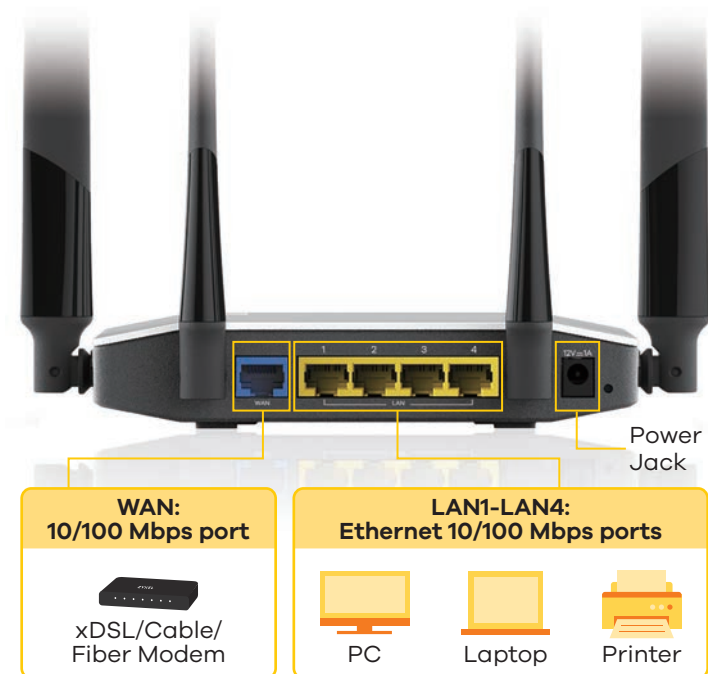 1 2 3 4
12V⎓1A
WAN
LAN
Power
Jack
WAN:
10/100 Mbps port
LAN1-LAN4:
Ethernet 10/100 Mbps ports
ZYXEL
xDSL/Cable/
Fiber Modem
PC
Laptop
Printer